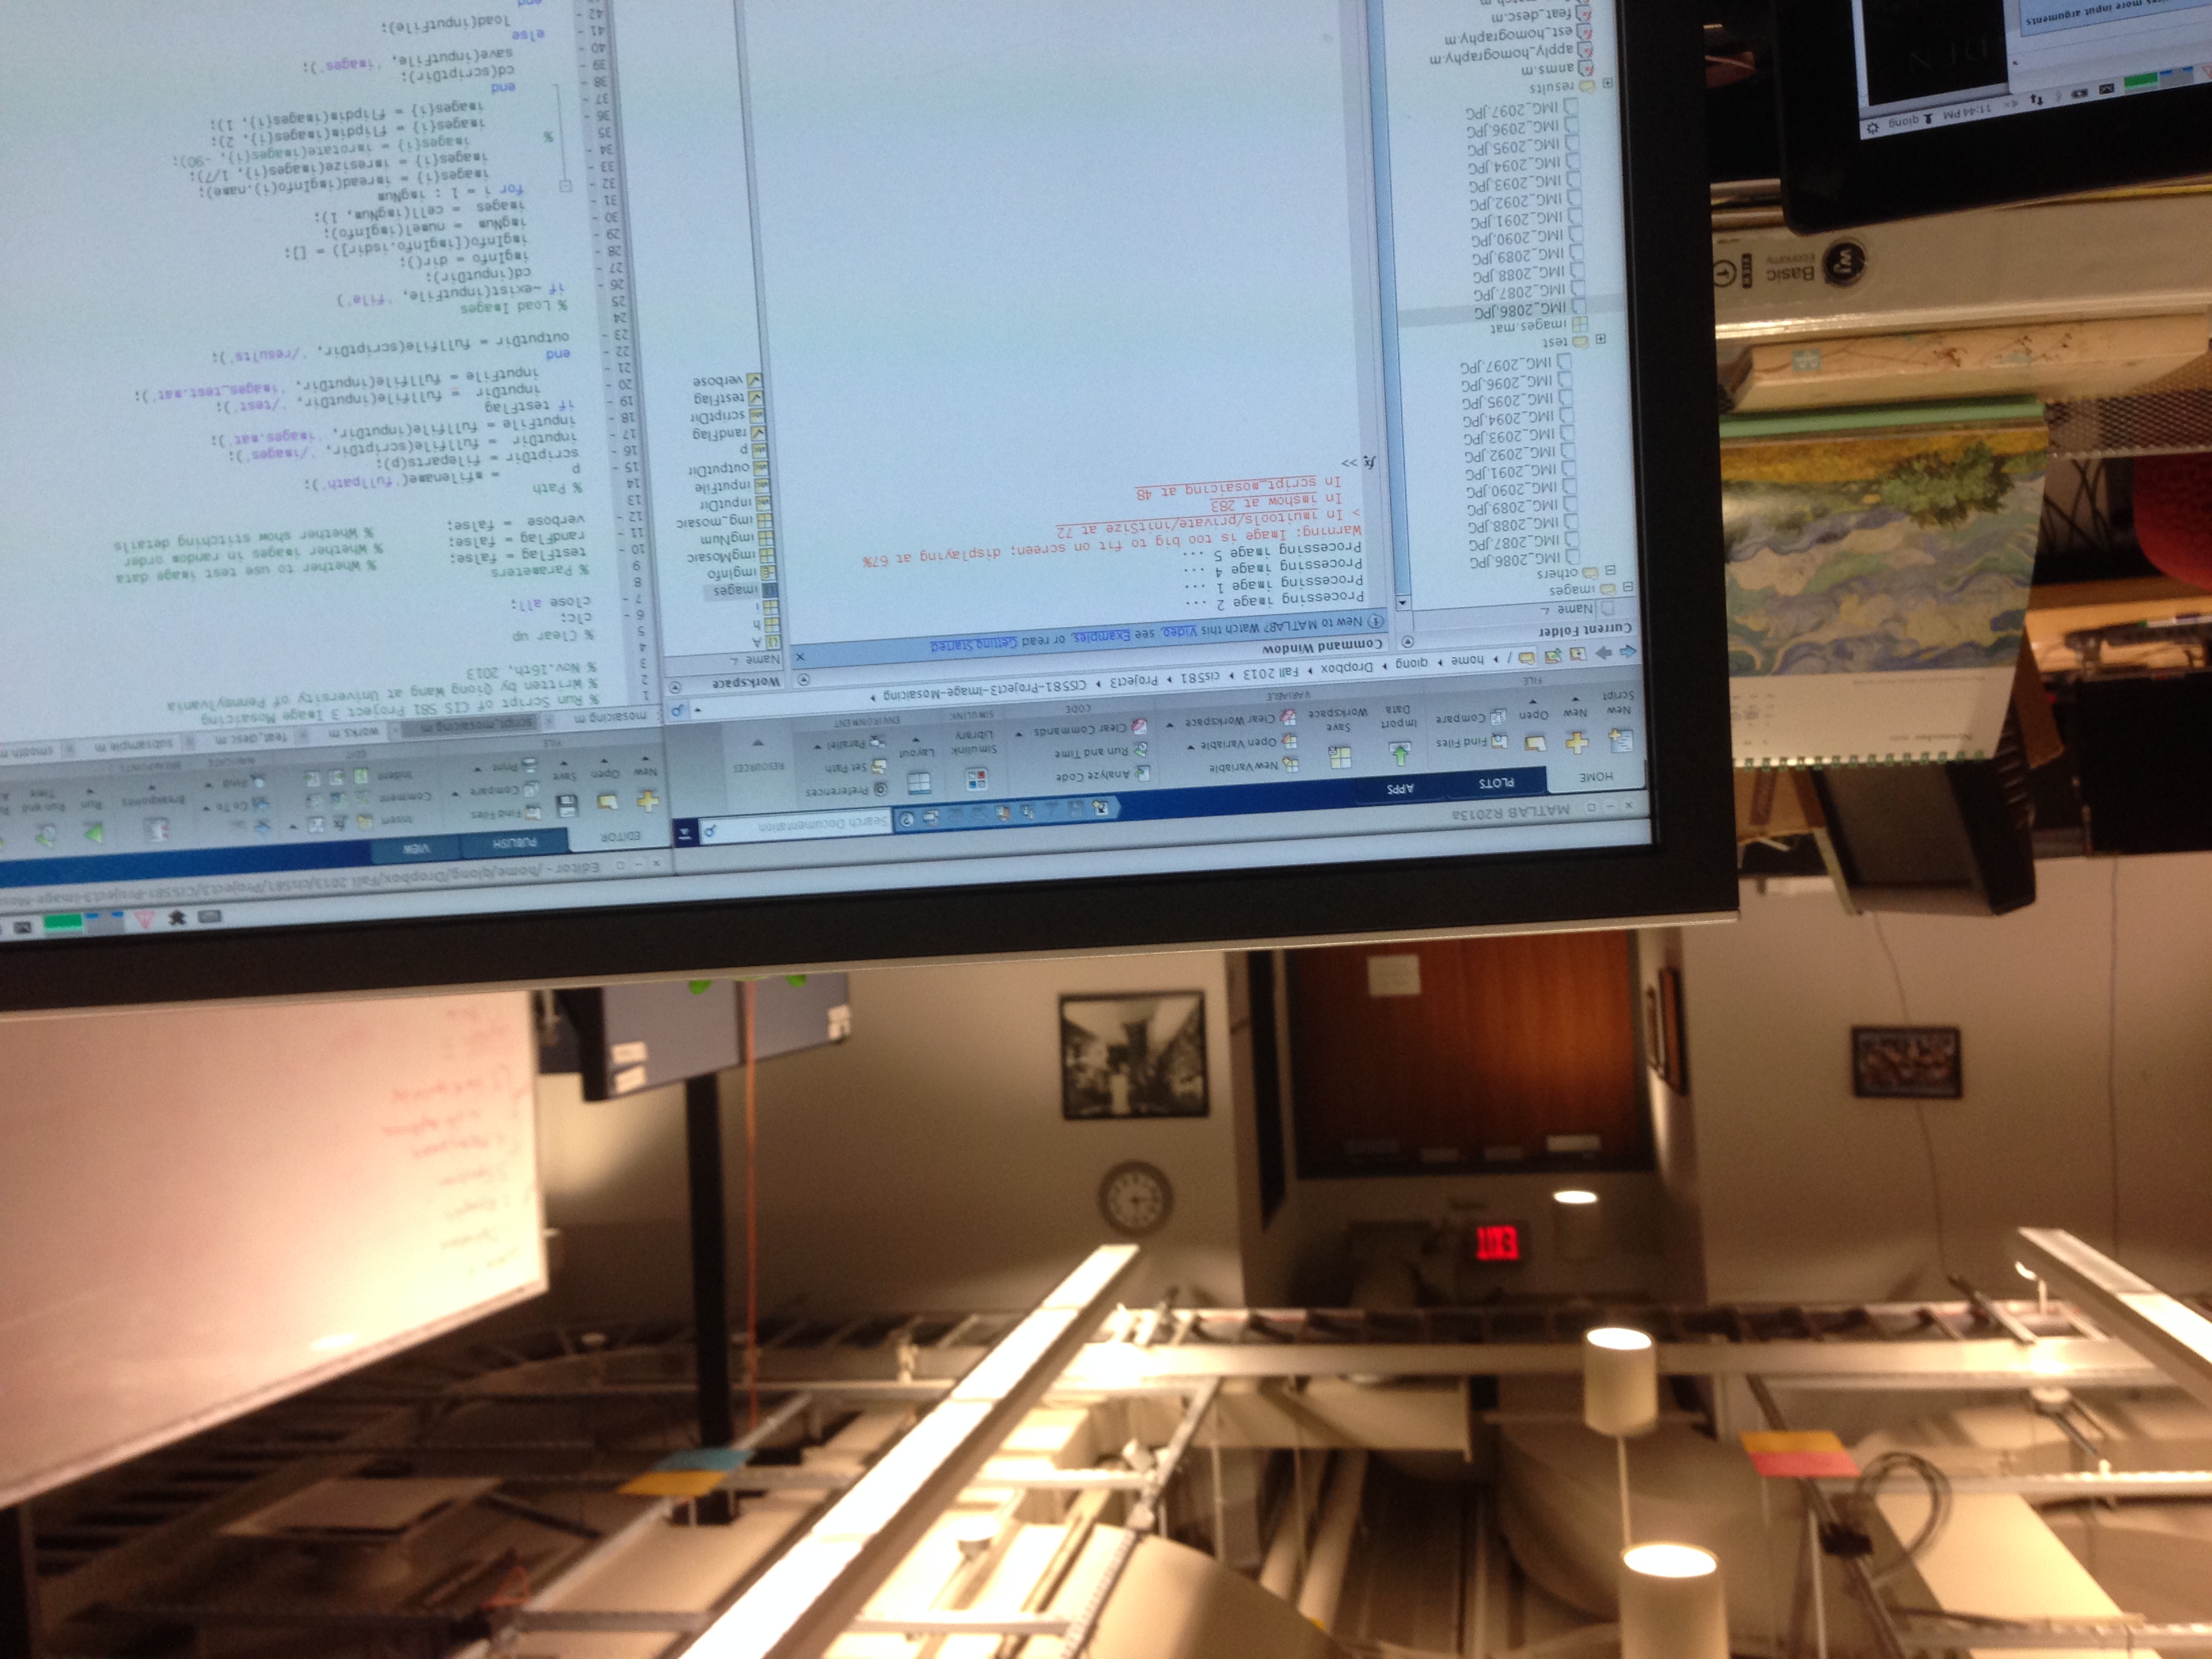 EXIT
November
MATLAB R2013a
Search Documentation
HOME
PLOTS
APPS
New Script
New
Open
Find Files
Compare
Import Data
Save Workspace
New Variable
Open Variable
Clear Workspace
Analyze Code
Run and Time
Clear Commands
Simulink Library
Layout
Preferences
Set Path
Parallel
RESOURCES
FILE
VARIABLE
CODE
SIMULINK
ENVIRONMENT
/ home qiong Dropbox Fall 2013 cis581 Project3 CIS581-Project3-Image-Mosaicing
Current Folder
Name
images
others
IMG_2086.JPG
IMG_2087.JPG
IMG_2088.JPG
IMG_2089.JPG
IMG_2090.JPG
IMG_2091.JPG
IMG_2092.JPG
IMG_2093.JPG
IMG_2094.JPG
IMG_2095.JPG
IMG_2096.JPG
IMG_2097.JPG
test
images.mat
IMG_2086.JPG
IMG_2087.JPG
IMG_2088.JPG
IMG_2089.JPG
IMG_2090.JPG
IMG_2091.JPG
IMG_2092.JPG
IMG_2093.JPG
IMG_2094.JPG
IMG_2095.JPG
IMG_2096.JPG
IMG_2097.JPG
results
anms.m
apply_homography.m
est_homography.m
feat_desc.m
Command Window
New to MATLAB? Watch this Video, see Examples, or read Getting Started
Processing image 2 ...
Processing image 1 ...
Processing image 4 ...
Processing image 5 ...
Warning: Image is too big to fit on screen; displaying at 67%
> In imuitools/private/initSize at 72
In imshow at 283
In script_mosaicing at 48
fx >>
Workspace
Name
A
h
i
images
imgInfo
imgMosaic
imgNum
img_mosaic
inputDir
inputFile
outputDir
p
randFlag
scriptDir
testFlag
verbose
Editor - /home/qiong/Dropbox/Fall 2013/cis581/Project3/CIS581-Project3-Image-Mo
EDITOR
PUBLISH
VIEW
New
Open
Save
Find Files
Compare
Print
Insert
Comment
Indent
Go To
Find
Breakpoints
Run
Run and Time
FILE
EDIT
NAVIGATE
BREAKPOINTS
mosaicing.m
script_mosaicing.m
works.m
feat_desc.m
subsample.m
smooth.m
1 % Run Script of CIS 581 Project 3 Image Mosaicing
2 % Written by Qiong Wang at University of Pennsylvania
3 % Nov.16th, 2013
4
5 % Clear up
6 - clc;
7 - close all;
8
9 % Parameters
10 - testFlag = false; % Whether to use test image data
11 - randFlag = false; % Whether images in random order
12 - verbose = false; % Whether show stitching details
13
14 % Path
15 - p = mfilename('fullpath');
16 - scriptDir = fileparts(p);
17 - inputDir = fullfile(scriptDir, '/images');
18 - inputFile = fullfile(inputDir, 'images.mat');
19 - if testFlag
20 - inputDir = fullfile(inputDir, '/test');
21 - inputFile = fullfile(inputDir, 'images_test.mat');
22 - end
23 - outputDir = fullfile(scriptDir, '/results');
24
25 % Load Images
26 - if ~exist(inputFile, 'file')
27 - cd(inputDir);
28 - imgInfo = dir();
29 - imgInfo([imgInfo.isdir]) = [];
30 - imgNum = numel(imgInfo);
31 - images = cell(imgNum, 1);
32 - for i = 1 : imgNum
33 - images{i} = imread(imgInfo(i).name);
34 - images{i} = imresize(images{i}, 1/7);
35 % images{i} = imrotate(images{i}, -90);
36 - images{i} = flipdim(images{i}, 2);
37 - images{i} = flipdim(images{i}, 1);
38 - end
39 - cd(scriptDir);
40 - save(inputFile, 'images');
41 - else
42 - load(inputFile);
end
Basic
Economy
VIEW
1
11:44 PM qiong
more input arguments